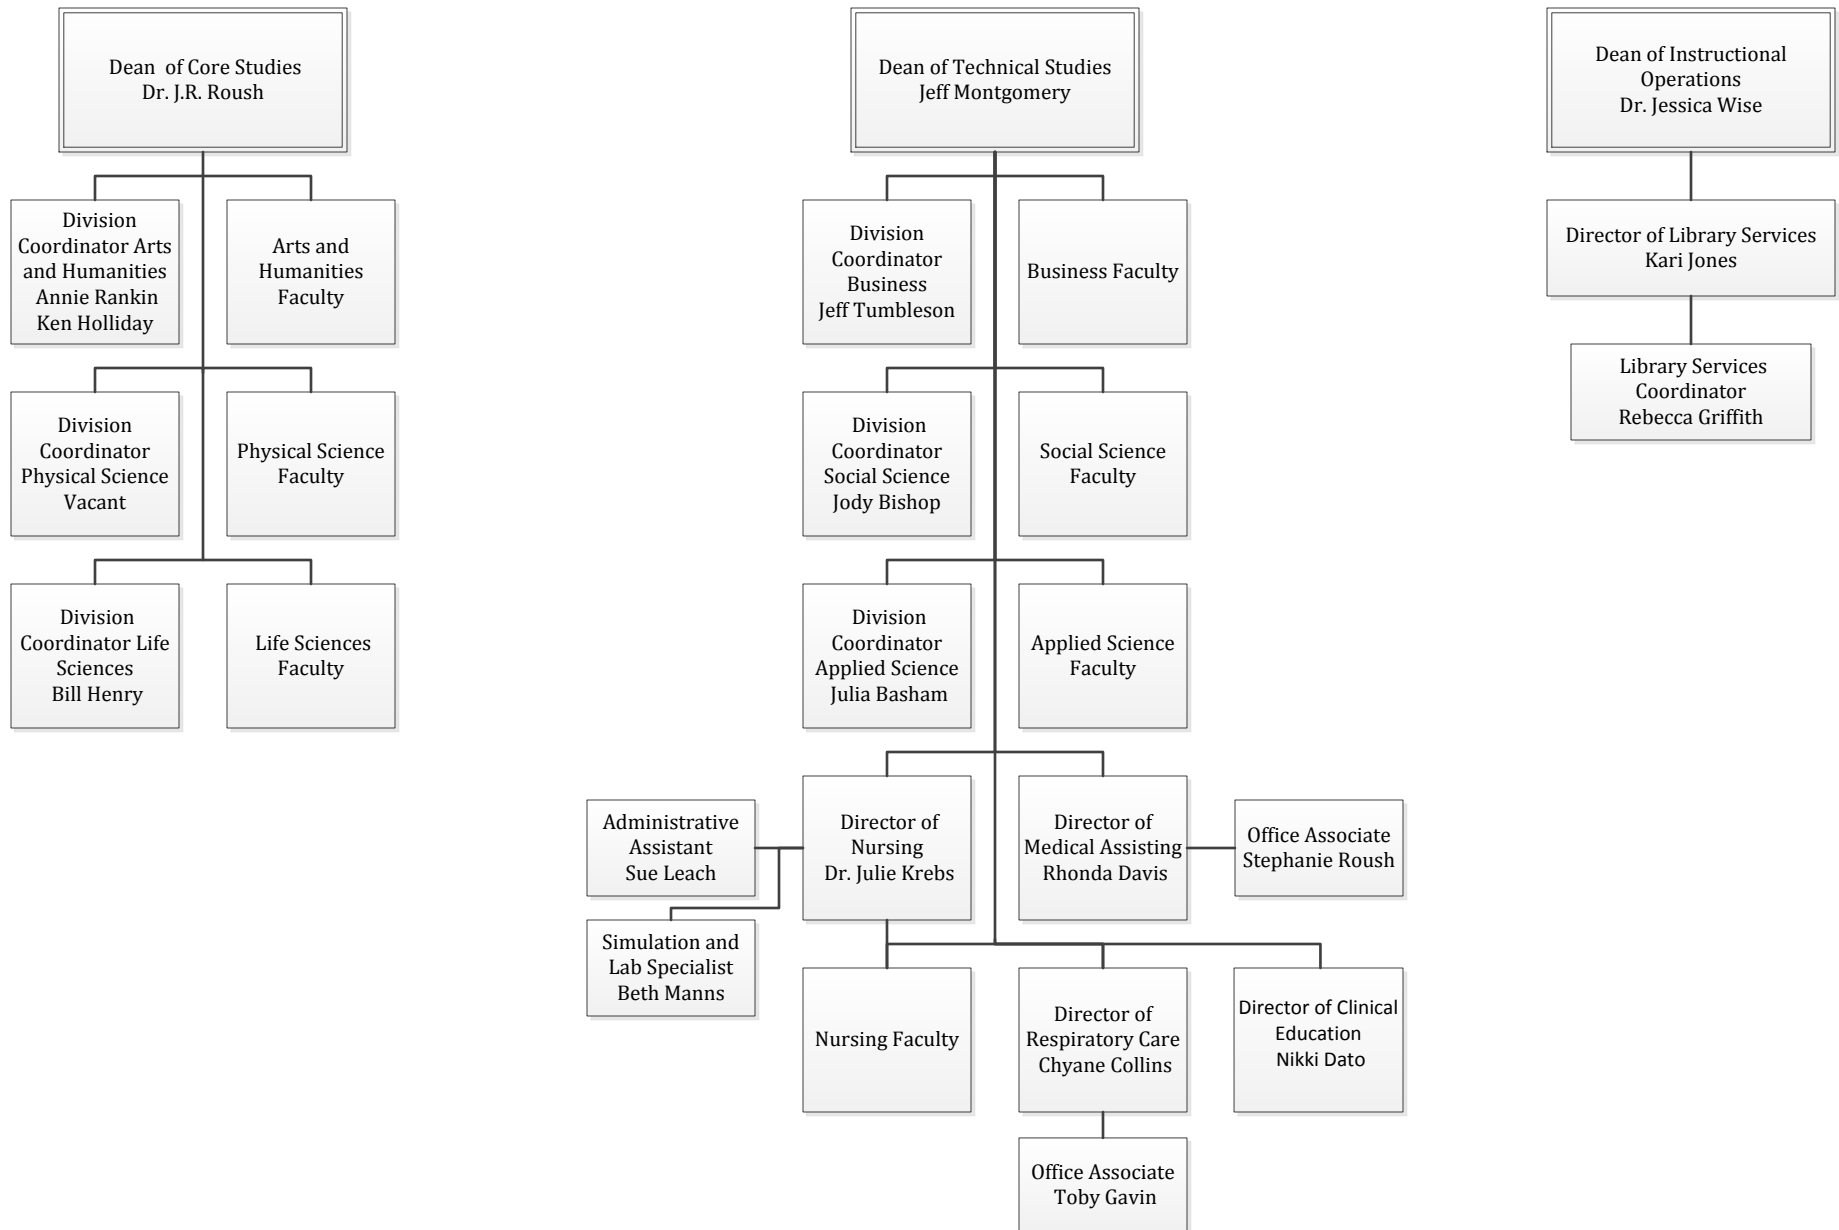 Dean of Core Studies
Dr. J.R. Roush
Dean of Technical Studies
Jeff Montgomery
Dean of Instructional
Operations
Dr. Jessica Wise
Division
Coordinator Arts
and Humanities
Annie Rankin
Ken Holliday
Arts and
Humanities
Faculty
Division
Coordinator
Business
Jeff Tumbleson
Business Faculty
Director of Library Services
Kari Jones
Library Services
Coordinator
Rebecca Griffith
Division
Coordinator
Physical Science
Vacant
Physical Science
Faculty
Division
Coordinator
Social Science
Jody Bishop
Social Science
Faculty
Division
Coordinator Life
Sciences
Bill Henry
Life Sciences
Faculty
Division
Coordinator
Applied Science
Julia Basham
Applied Science
Faculty
Administrative
Assistant
Sue Leach
Director of
Nursing
Dr. Julie Krebs
Director of
Medical Assisting
Rhonda Davis
Office Associate
Stephanie Roush
Simulation and
Lab Specialist
Beth Manns
Nursing Faculty
Director of
Respiratory Care
Chyane Collins
Director of Clinical
Education
Nikki Dato
Office Associate
Toby Gavin